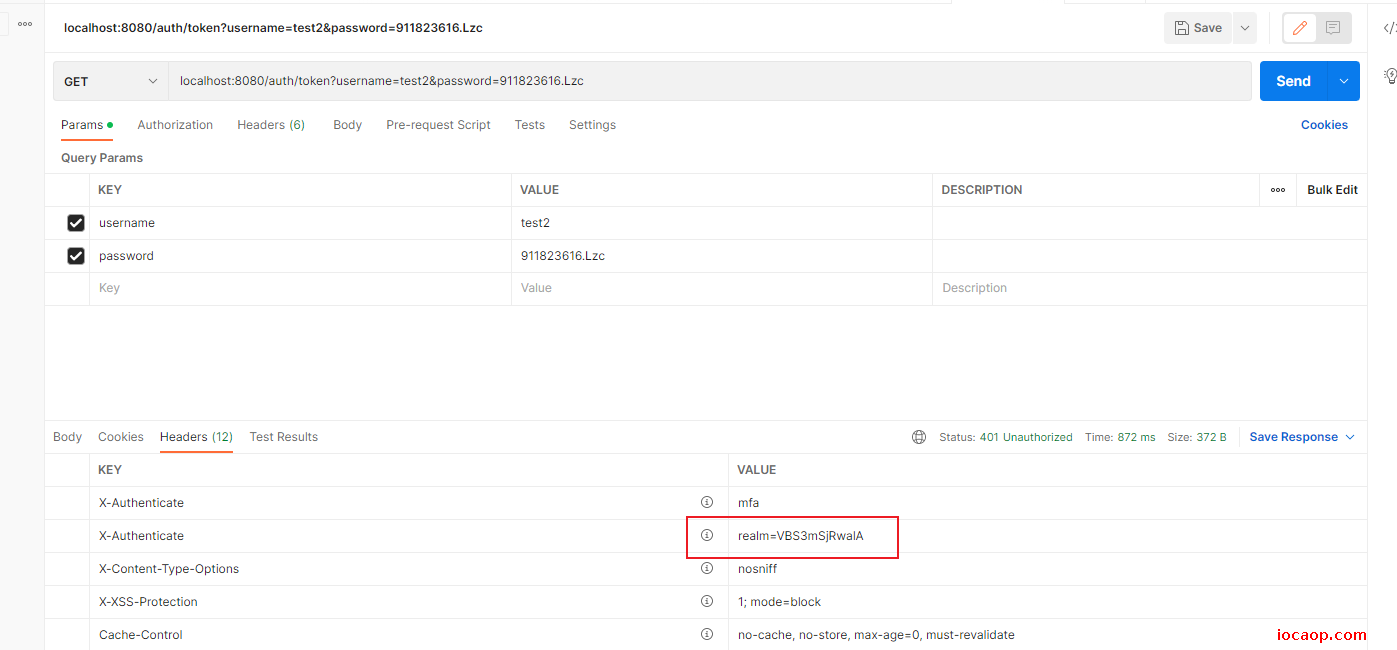 localhost:8080/auth/token?username=test2&password=911823616.Lzc
Save
GET localhost:8080/auth/token?username=test2&password=911823616.Lzc Send
Params Authorization Headers (6) Body Pre-request Script Tests Settings Cookies
Query Params
KEY VALUE DESCRIPTION Bulk Edit
username test2
password 911823616.Lzc
Key Value Description
Body Cookies Headers (12) Test Results Status: 401 Unauthorized Time: 872 ms Size: 372 B Save Response
KEY VALUE
X-Authenticate mfa
X-Authenticate realm=VBS3mSjRwalA
X-Content-Type-Options nosniff
X-XSS-Protection 1; mode=block
Cache-Control no-cache, no-store, max-age=0, must-revalidate
iocaop.com